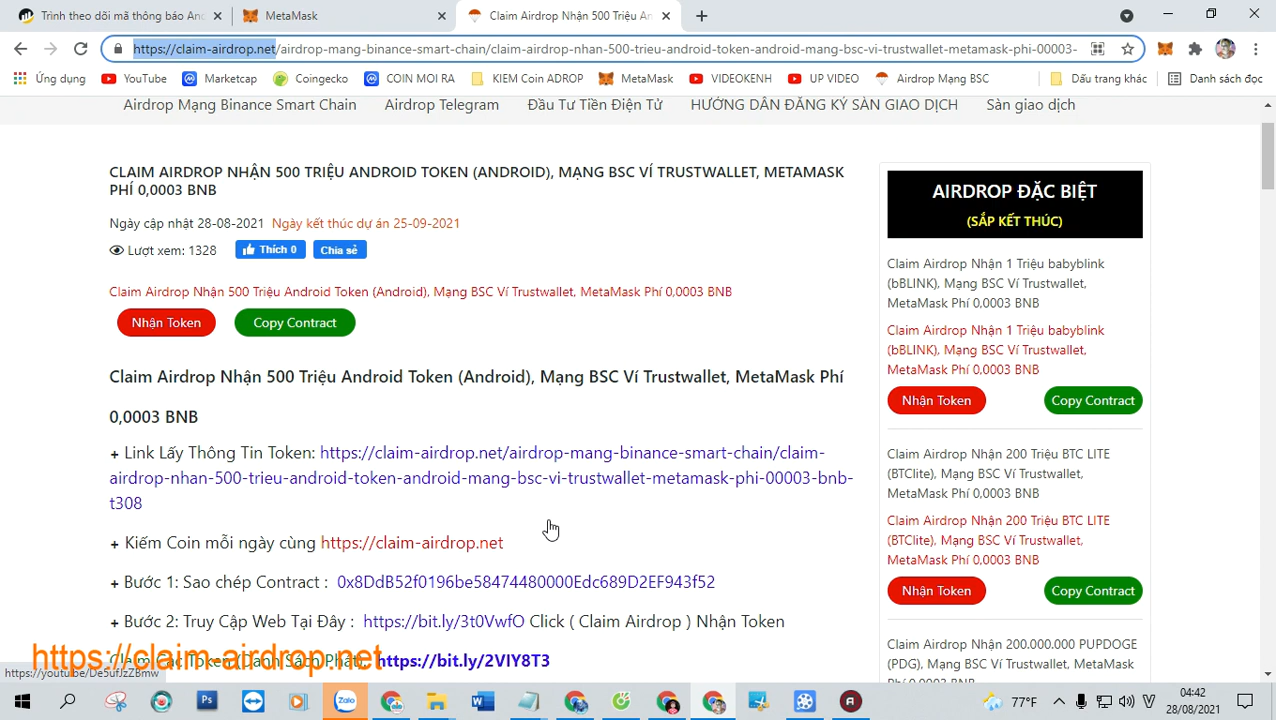 Trình theo dõi mã thông báo And
MetaMask
Claim Airdrop Nhận 500 Triệu An
https://claim-airdrop.net/airdrop-mang-binance-smart-chain/claim-airdrop-nhan-500-trieu-android-token-android-mang-bsc-vi-trustwallet-metamask-phi-00003-
Ứng dụng
YouTube
Marketcap
Coingecko
COIN MOI RA
KIEM Coin ADROP
MetaMask
VIDEOKENH
UP VIDEO
Airdrop Mạng BSC
Dấu trang khác
Danh sách đọc
Airdrop Mạng Binance Smart Chain
Airdrop Telegram
Đầu Tư Tiền Điện Tử
HƯỚNG DẪN ĐĂNG KÝ SÀN GIAO DỊCH
Sàn giao dịch
CLAIM AIRDROP NHẬN 500 TRIỆU ANDROID TOKEN (ANDROID), MẠNG BSC VÍ TRUSTWALLET, METAMASK
PHÍ 0,0003 BNB
Ngày cập nhật 28-08-2021 Ngày kết thúc dự án 25-09-2021
Lượt xem: 1328
Thích 0
Chia sẻ
Claim Airdrop Nhận 500 Triệu Android Token (Android), Mạng BSC Ví Trustwallet, MetaMask Phí 0,0003 BNB
Nhận Token
Copy Contract
Claim Airdrop Nhận 500 Triệu Android Token (Android), Mạng BSC Ví Trustwallet, MetaMask Phí
0,0003 BNB
+ Link Lấy Thông Tin Token: https://claim-airdrop.net/airdrop-mang-binance-smart-chain/claim-
airdrop-nhan-500-trieu-android-token-android-mang-bsc-vi-trustwallet-metamask-phi-00003-bnb-
t308
+ Kiếm Coin mỗi ngày cùng https://claim-airdrop.net
+ Bước 1: Sao chép Contract : 0x8DdB52f0196be58474480000Edc689D2EF943f52
+ Bước 2: Truy Cập Web Tại Đây : https://bit.ly/3t0VwfO Click ( Claim Airdrop ) Nhận Token
Claim Các Token (Danh Sách Phát): https://bit.ly/2VIY8T3
https://claim-airdrop.net
https://youtu.be/De5ufJzZBmw
AIRDROP ĐẶC BIỆT
(SẮP KẾT THÚC)
Claim Airdrop Nhận 1 Triệu babyblink
(bBLINK), Mạng BSC Ví Trustwallet,
MetaMask Phí 0,0003 BNB
Claim Airdrop Nhận 1 Triệu babyblink
(bBLINK), Mạng BSC Ví Trustwallet,
MetaMask Phí 0,0003 BNB
Nhận Token
Copy Contract
Claim Airdrop Nhận 200 Triệu BTC LITE
(BTClite), Mạng BSC Ví Trustwallet,
MetaMask Phí 0,0003 BNB
Claim Airdrop Nhận 200 Triệu BTC LITE
(BTClite), Mạng BSC Ví Trustwallet,
MetaMask Phí 0,0003 BNB
Nhận Token
Copy Contract
Claim Airdrop Nhận 200.000.000 PUPDOGE
(PDG), Mạng BSC Ví Trustwallet, MetaMask
Phí 0,0003 BNB
Zalo
77°F
04:42
28/08/2021